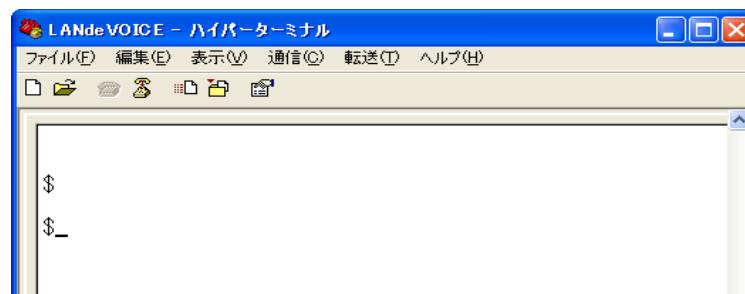 LANdeVOICE - ハイパーターミナル
ファイル(F) 編集(E) 表示(V) 通信(C) 転送(T) ヘルプ(H)
$
$_